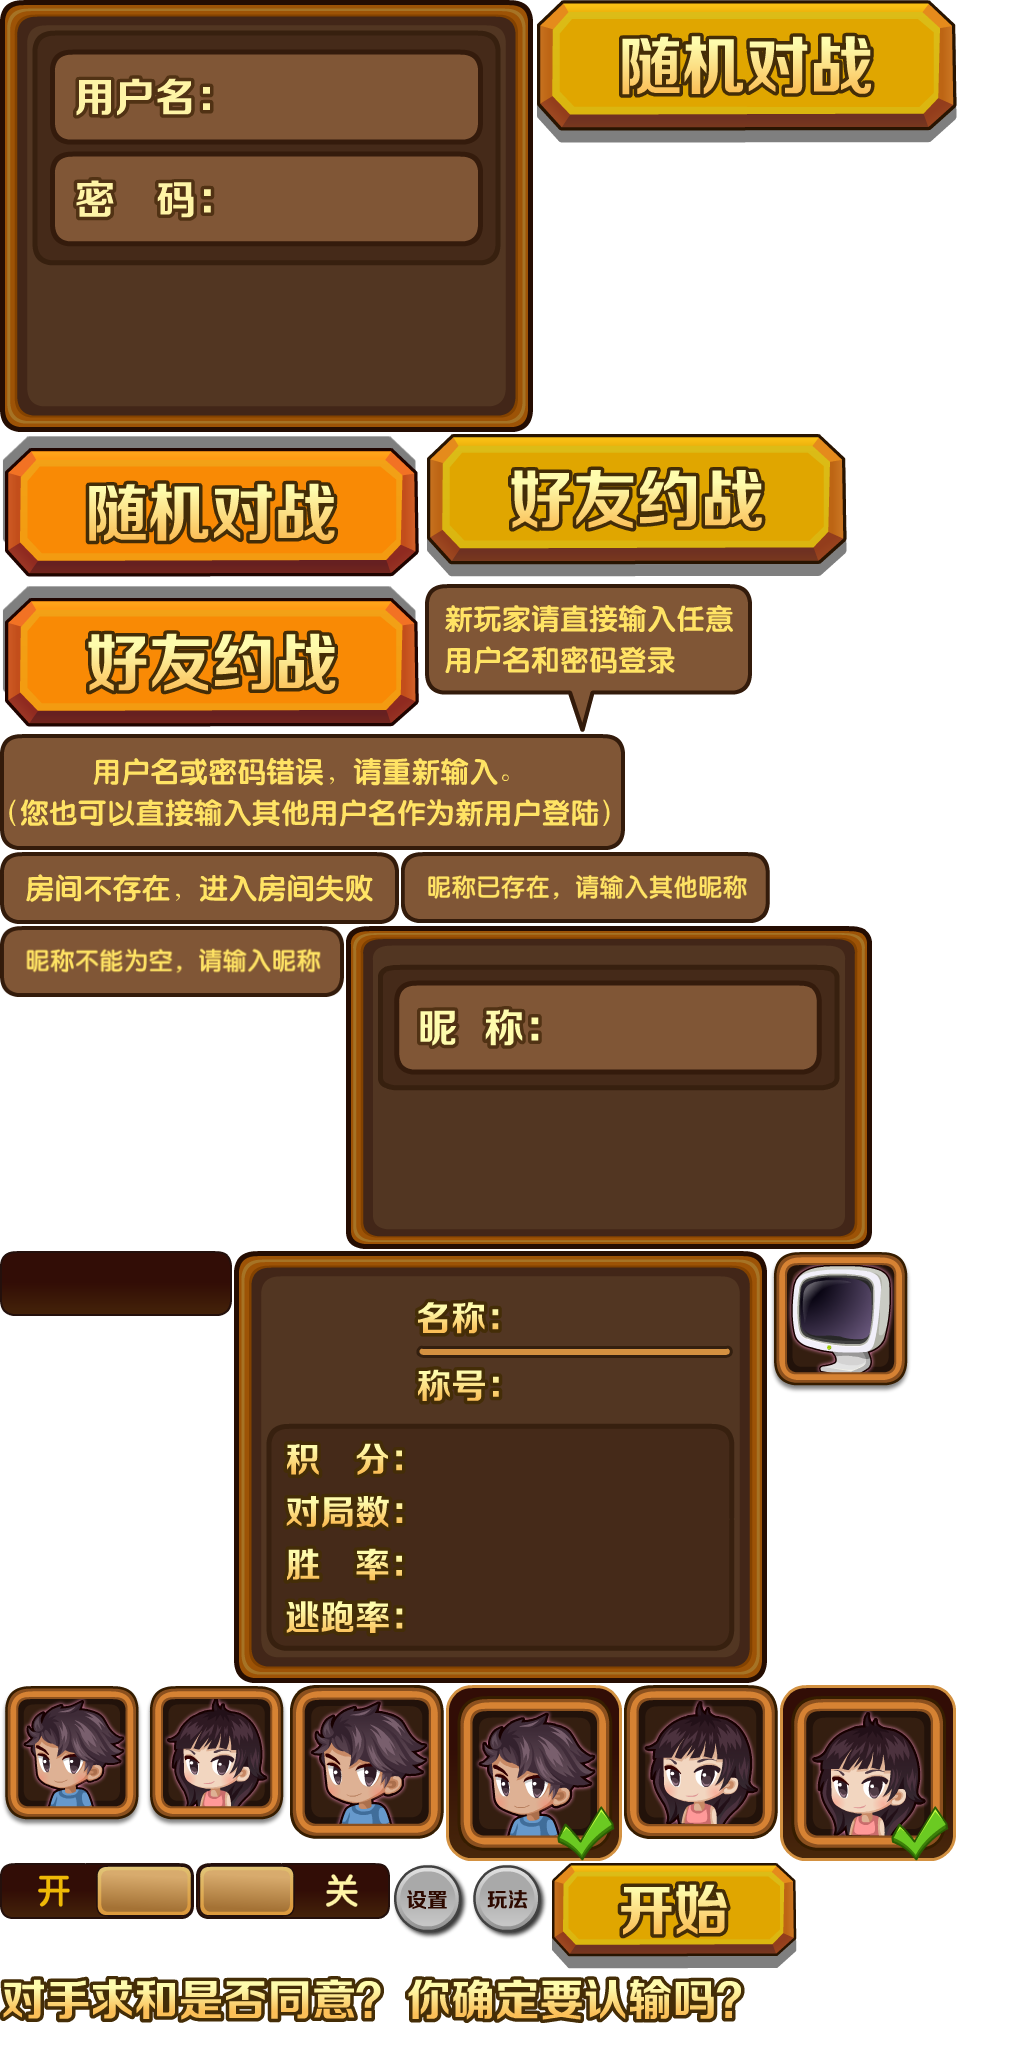 用户名：
密 码：
随机对战
随机对战
好友约战
好友约战
新玩家请直接输入任意
用户名和密码登录
用户名或密码错误，请重新输入。
（您也可以直接输入其他用户名作为新用户登陆）
房间不存在，进入房间失败
昵称已存在，请输入其他昵称
昵称不能为空，请输入昵称
昵 称：
名称：
称号：
积 分：
对局数：
胜 率：
逃跑率：
开
关
设置
玩法
开始
对手求和是否同意？
你确定要认输吗？